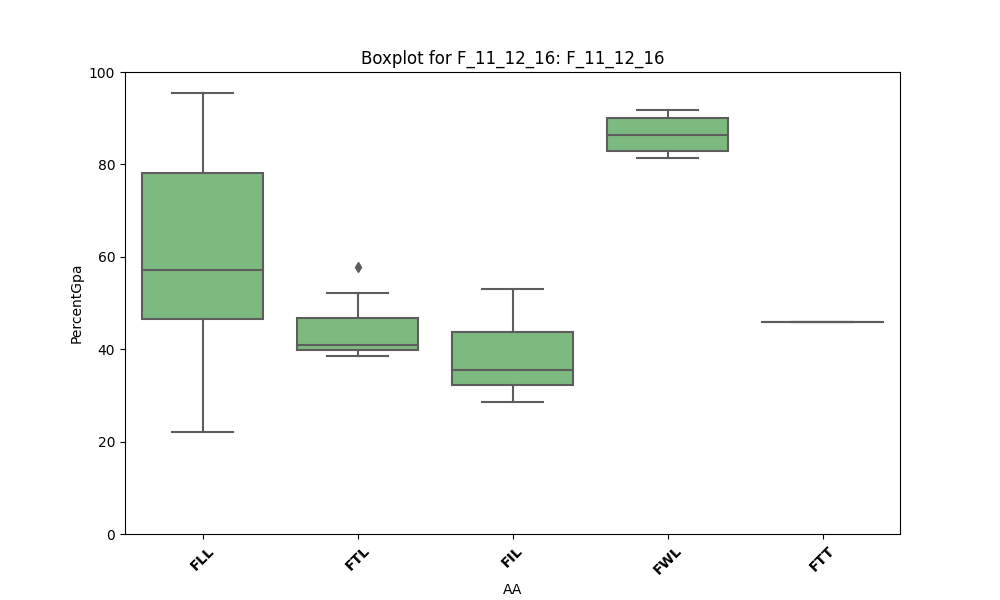 Boxplot for F_11_12_16: F_11_12_16
100
80
60
40
20
0
PercentGpa
FLL
FTL
FIL
FWL
FTT
AA